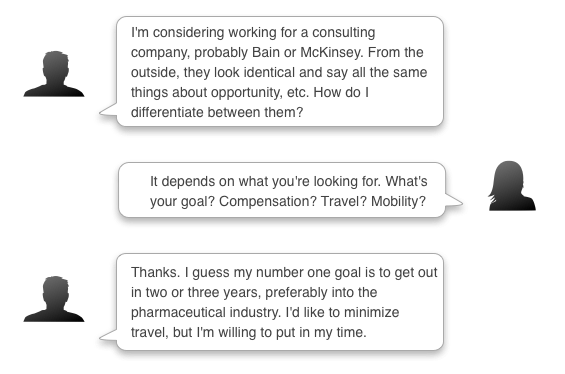 I'm considering working for a consulting
company, probably Bain or McKinsey. From the
outside, they look identical and say all the same
things about opportunity, etc. How do I
differentiate between them?
It depends on what you're looking for. What's
your goal? Compensation? Travel? Mobility?
Thanks. I guess my number one goal is to get out
in two or three years, preferably into the
pharmaceutical industry. I'd like to minimize
travel, but I'm willing to put in my time.